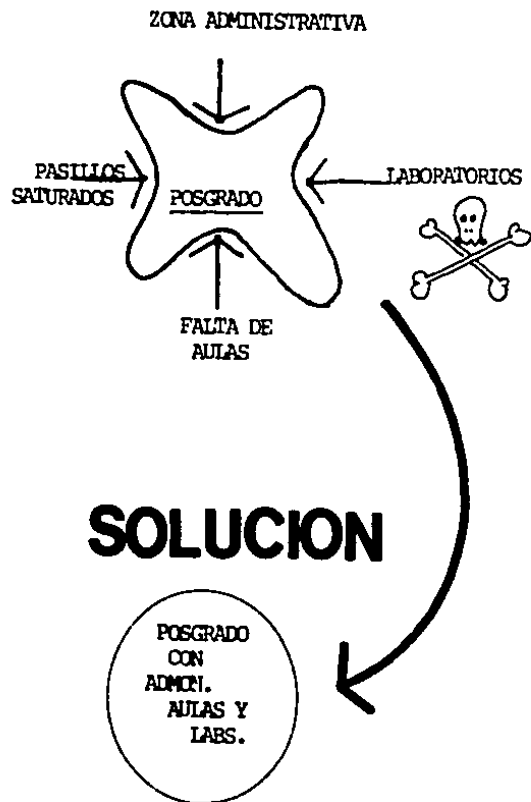 ZONA ADMINISTRATIVA
PASILLOS
SATURADOS
POSGRADO
LABORATORIOS
FALTA DE
AULAS
SOLUCION
POSGRADO
CON
ADMON.
AULAS Y
LABS.